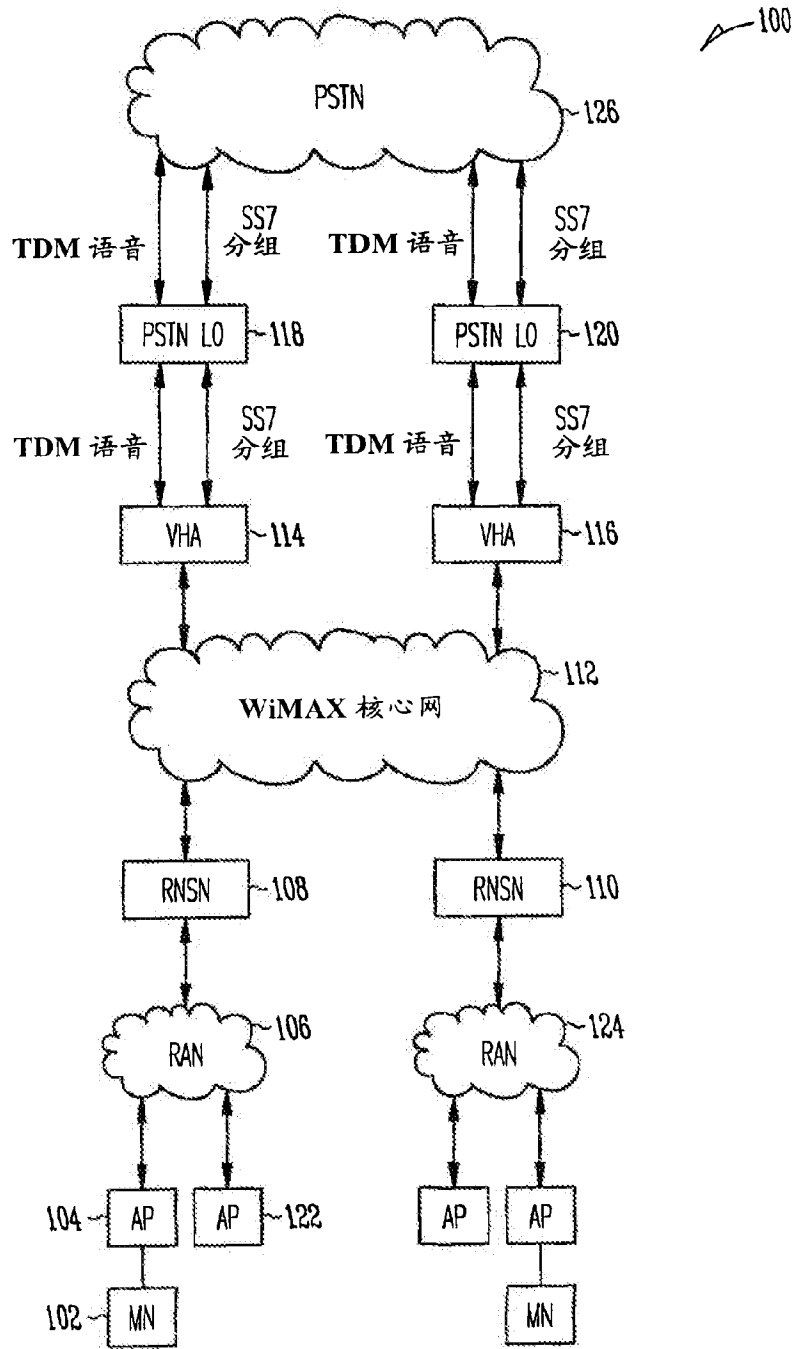 100
PSTN
126
TDM 语音
SS7
分组
TDM 语音
SS7
分组
PSTN LO
118
PSTN LO
120
TDM 语音
SS7
分组
TDM 语音
SS7
分组
VHA
114
VHA
116
112
WiMAX 核心网
RNSN
108
RNSN
110
106
RAN
124
RAN
104
AP
AP
122
AP
AP
102
MN
MN